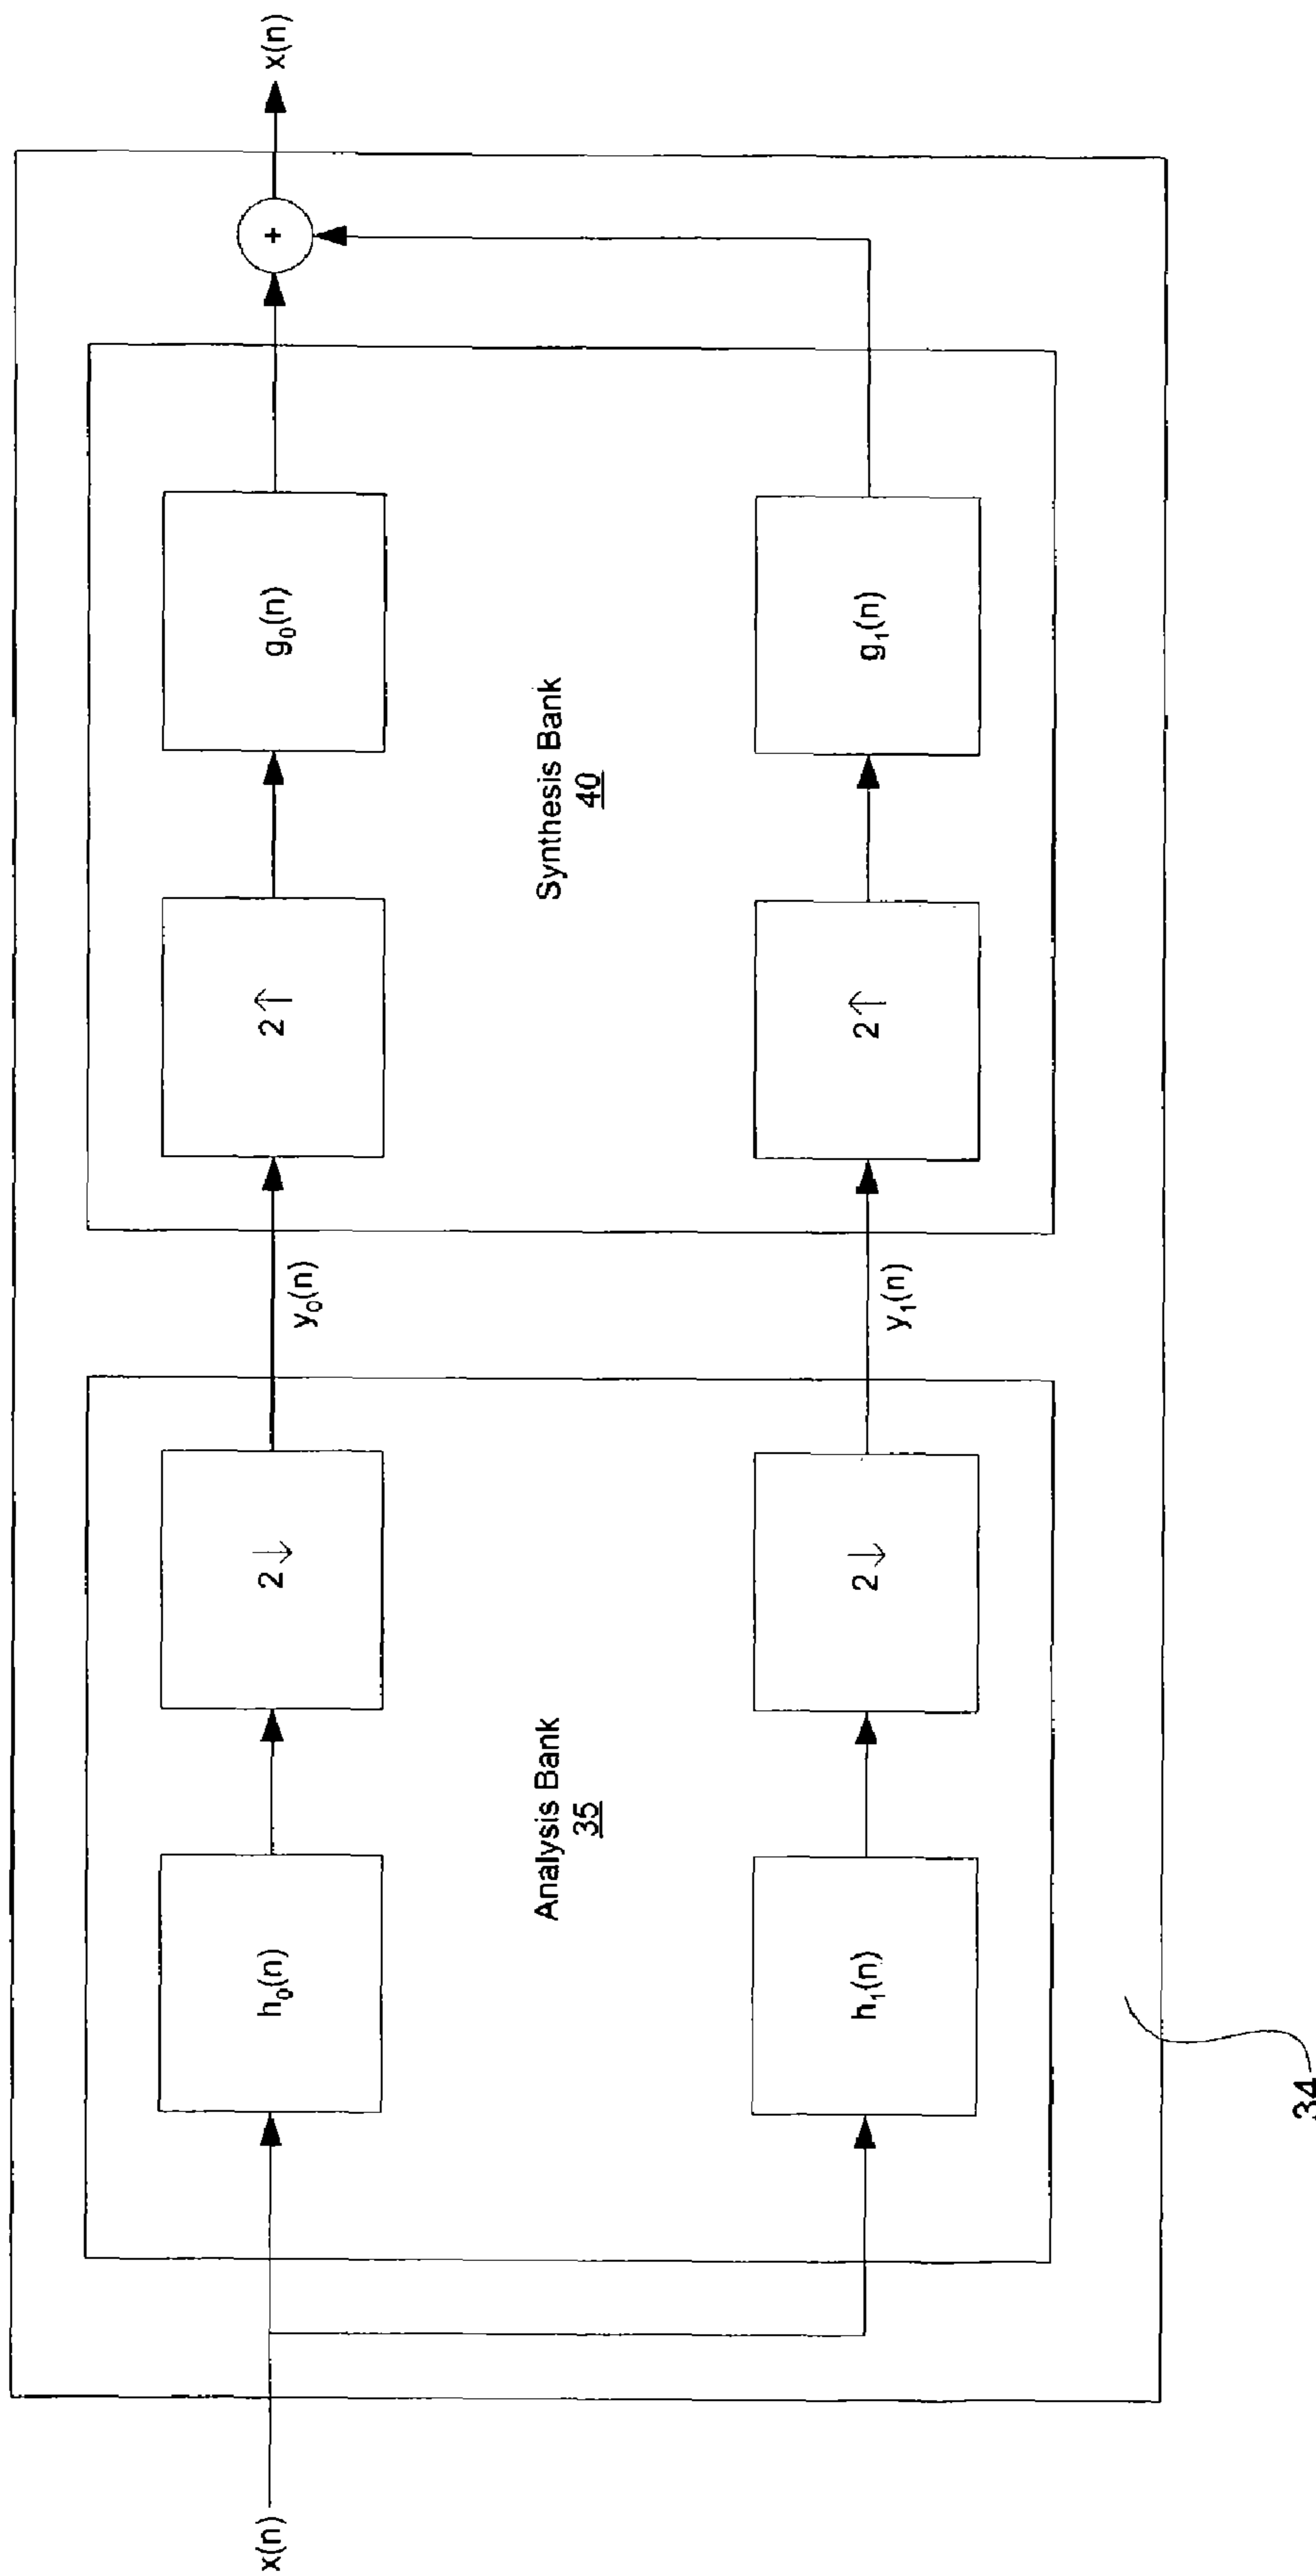 x(n)
h₀(n)
2↓
y₀(n)
2↑
g₀(n)
+
x(n)
Analysis Bank
35
Synthesis Bank
40
h₁(n)
2↓
y₁(n)
2↑
g₁(n)
34